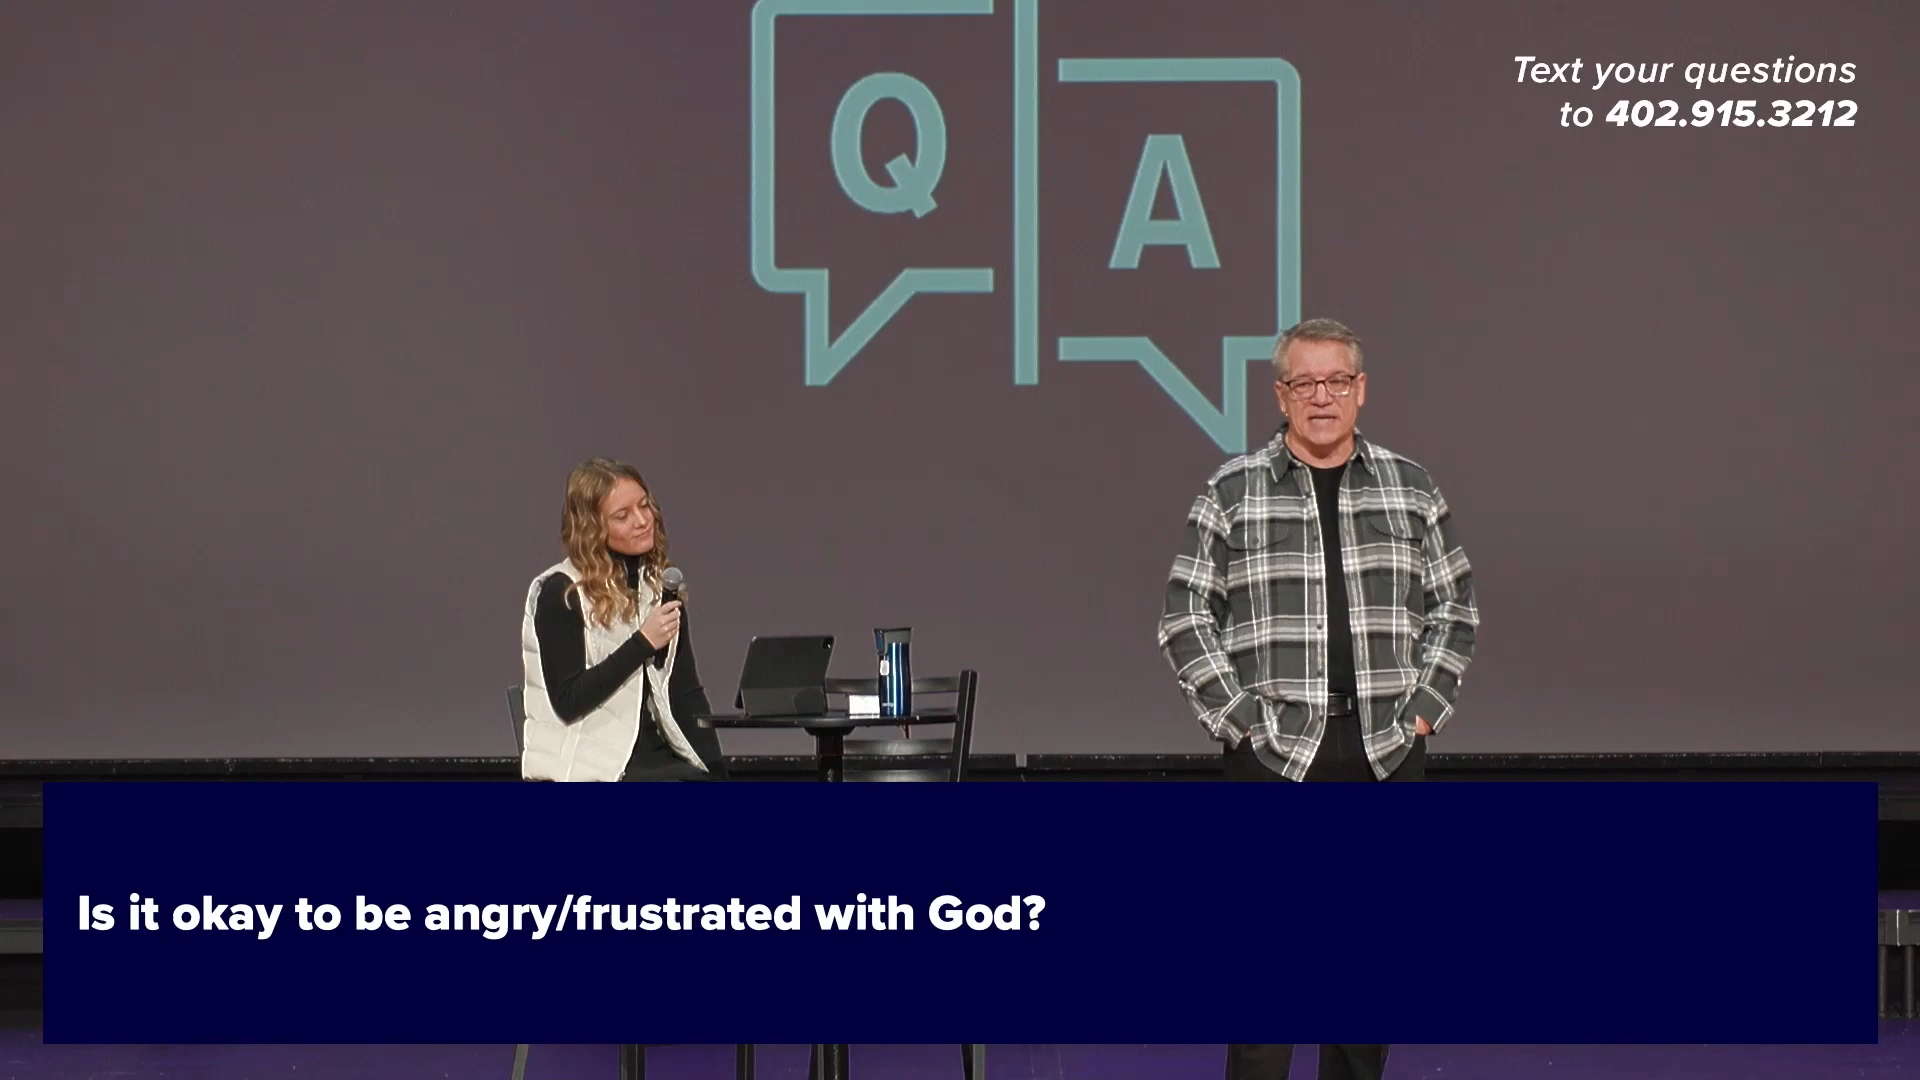 Q
A
Text your questions
to 402.915.3212
Is it okay to be angry/frustrated with God?